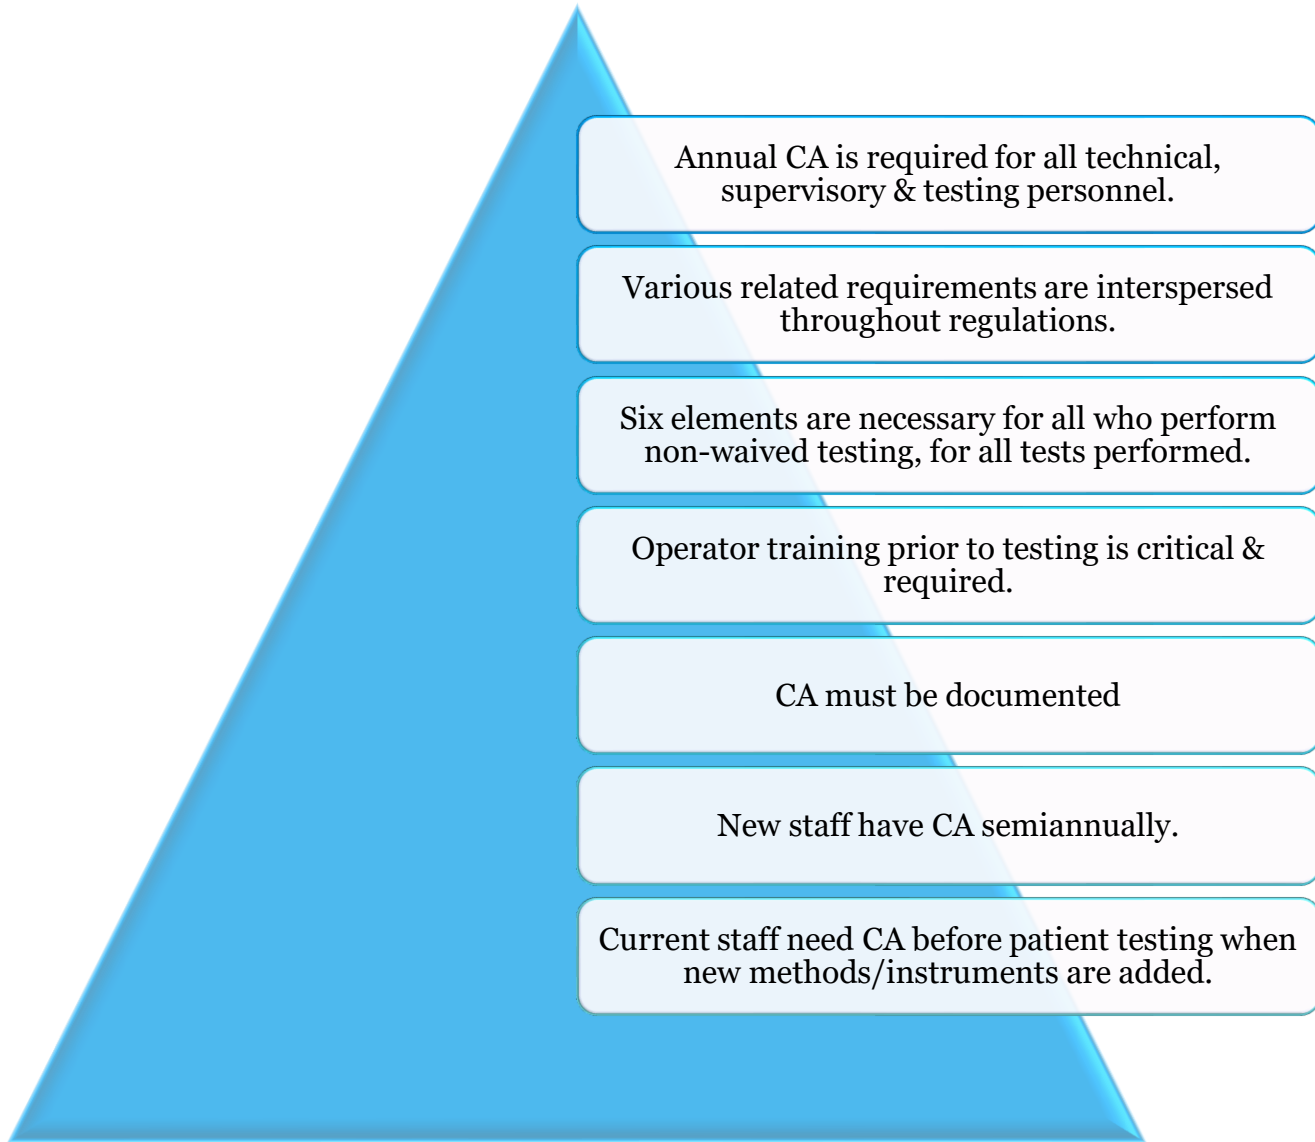 Annual CA is required for all technical,
supervisory & testing personnel.
Various related requirements are interspersed
throughout regulations.
Six elements are necessary for all who perform
non-waived testing, for all tests performed.
Operator training prior to testing is critical &
required.
CA must be documented
New staff have CA semiannually.
Current staff need CA before patient testing when
new methods/instruments are added.